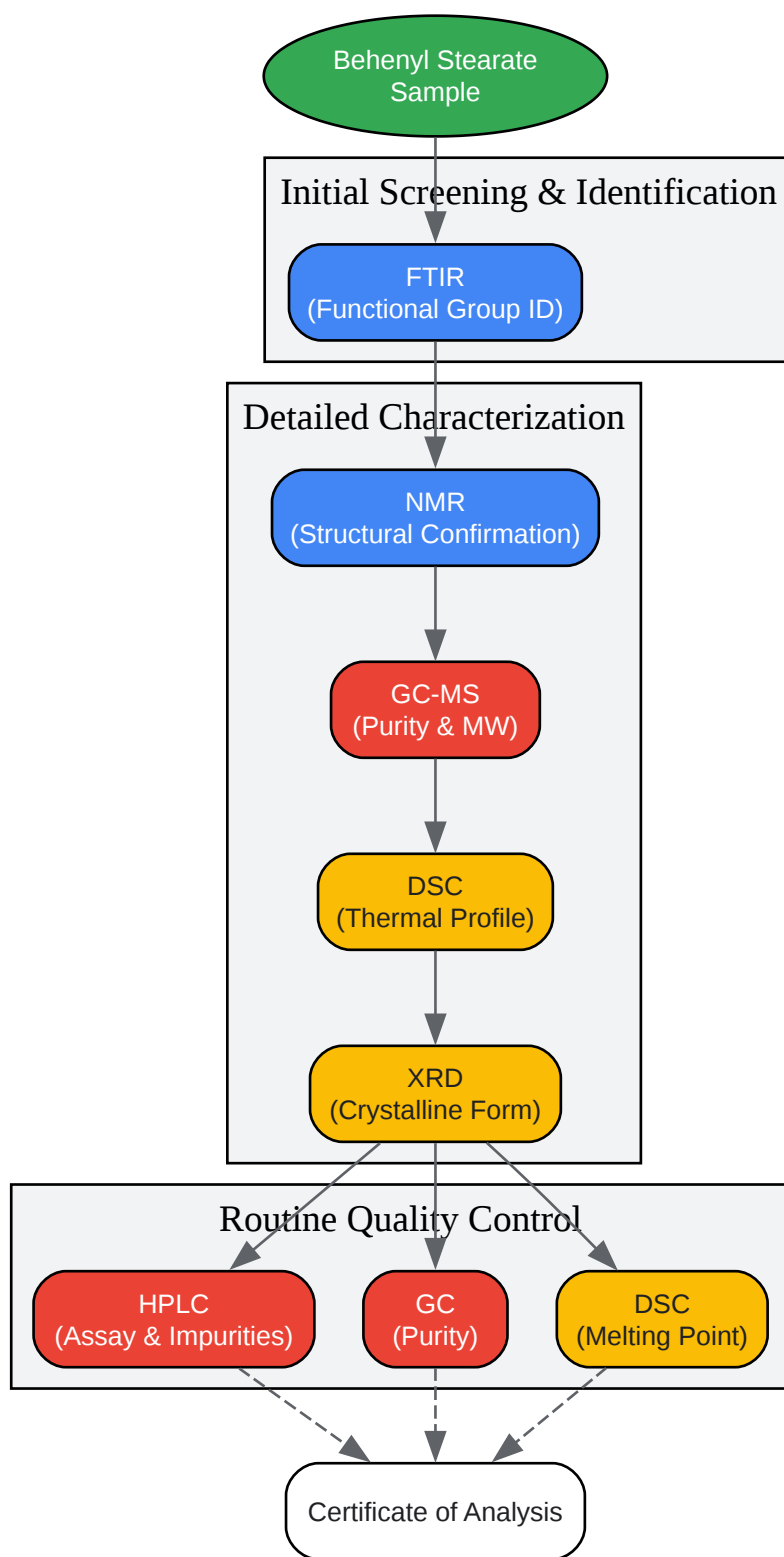 Behenyl Stearate
Sample
Initial Screening & Identification
FTIR
(Functional Group ID)
Detailed Characterization
NMR
(Structural Confirmation)
GC-MS
(Purity & MW)
DSC
(Thermal Profile)
XRD
(Crystalline Form)
Routine Quality Control
HPLC
(Assay & Impurities)
GC
(Purity)
DSC
(Melting Point)
Certificate of Analysis